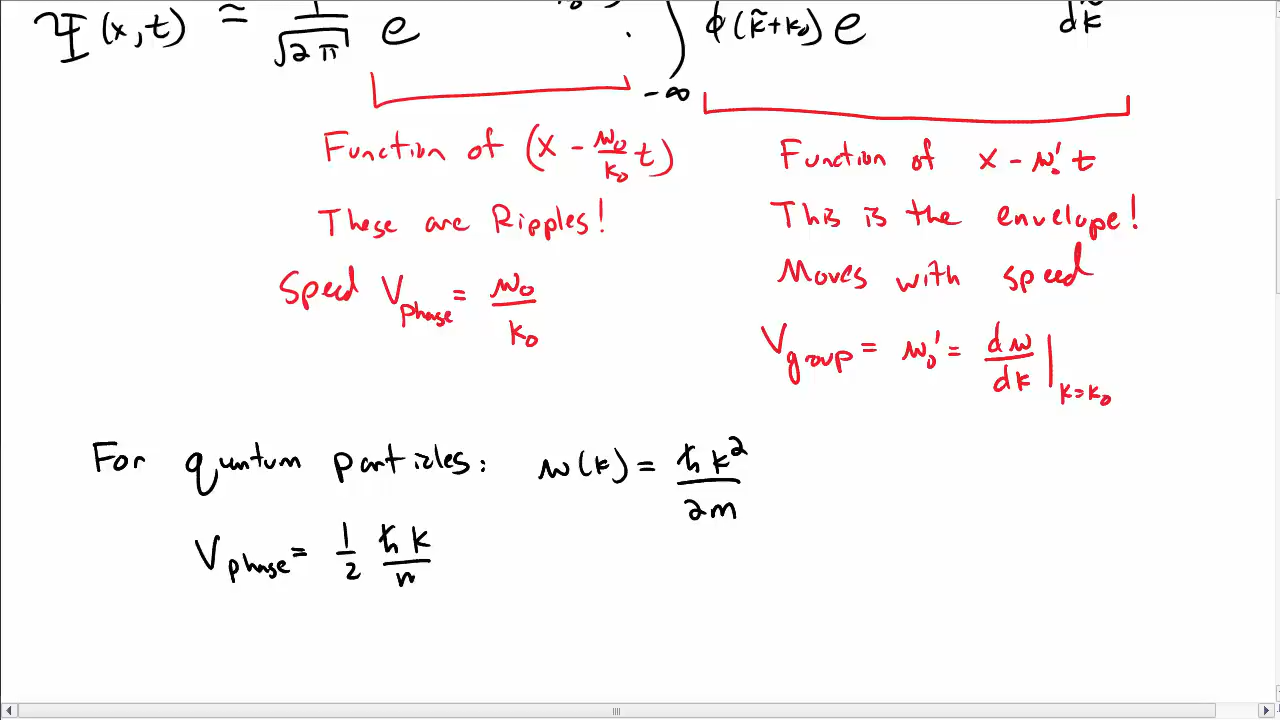 Ψ(x,t) ≅ 1/√2π e · ∫_{-∞} ϕ(k̃+k₀) e dk̃
Function of (x - ω₀/k₀ t)
These are Ripples!
Speed V_phase = ω₀/k₀
Function of x - ω₀' t
This is the envelope!
Moves with speed
V_group = ω₀' = dω/dk |_{k=k₀}
For quntum particles: ω(k) = ħk²/2m
V_phase = 1/2 ħk/m